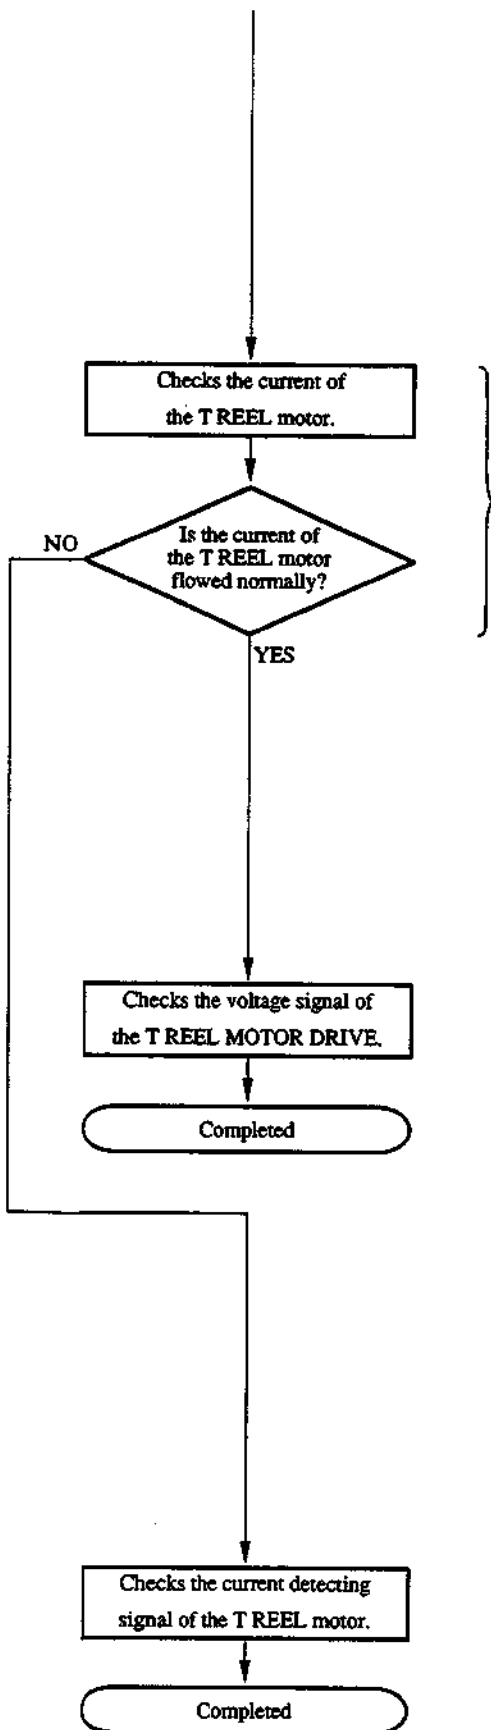 Checks the current of
the T REEL motor.
Is the current of
the T REEL motor
flowed normally?
NO
YES
Checks the voltage signal of
the T REEL MOTOR DRIVE.
Completed
Checks the current detecting
signal of the T REEL motor.
Completed